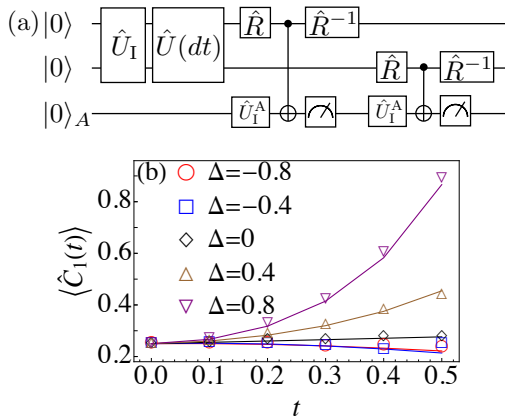 (a) |0⟩ Û_I Û(dt) R̂ R̂⁻¹
|0⟩ R̂ R̂⁻¹
|0⟩_A Û_I^A Û_I^A
(b)
Δ=−0.8
Δ=−0.4
Δ=0
Δ=0.4
Δ=0.8
⟨Ĉ₁(t)⟩
0.8
0.6
0.4
0.2
0.0 0.1 0.2 0.3 0.4 0.5
t